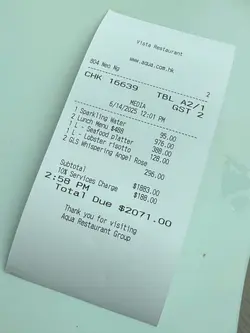 Vista Restaurant
www.aqua.com.hk
804 Wen Ng 2
CHK 16639 TBL A2/1
GST 2
MEDIA
6/14/2025 12:01 PM
1 Sparkling Water 95.00
2 Lunch Menu $488 976.00
1 L - Seafood platter 388.00
1 L - Lobster risotto 128.00
2 GLS Whispering Angel Rose
296.00
Subtotal $1883.00
10% Services Charge $188.00
2:58 PM
Total Due $2071.00
Thank you for visiting
Aqua Restaurant Group